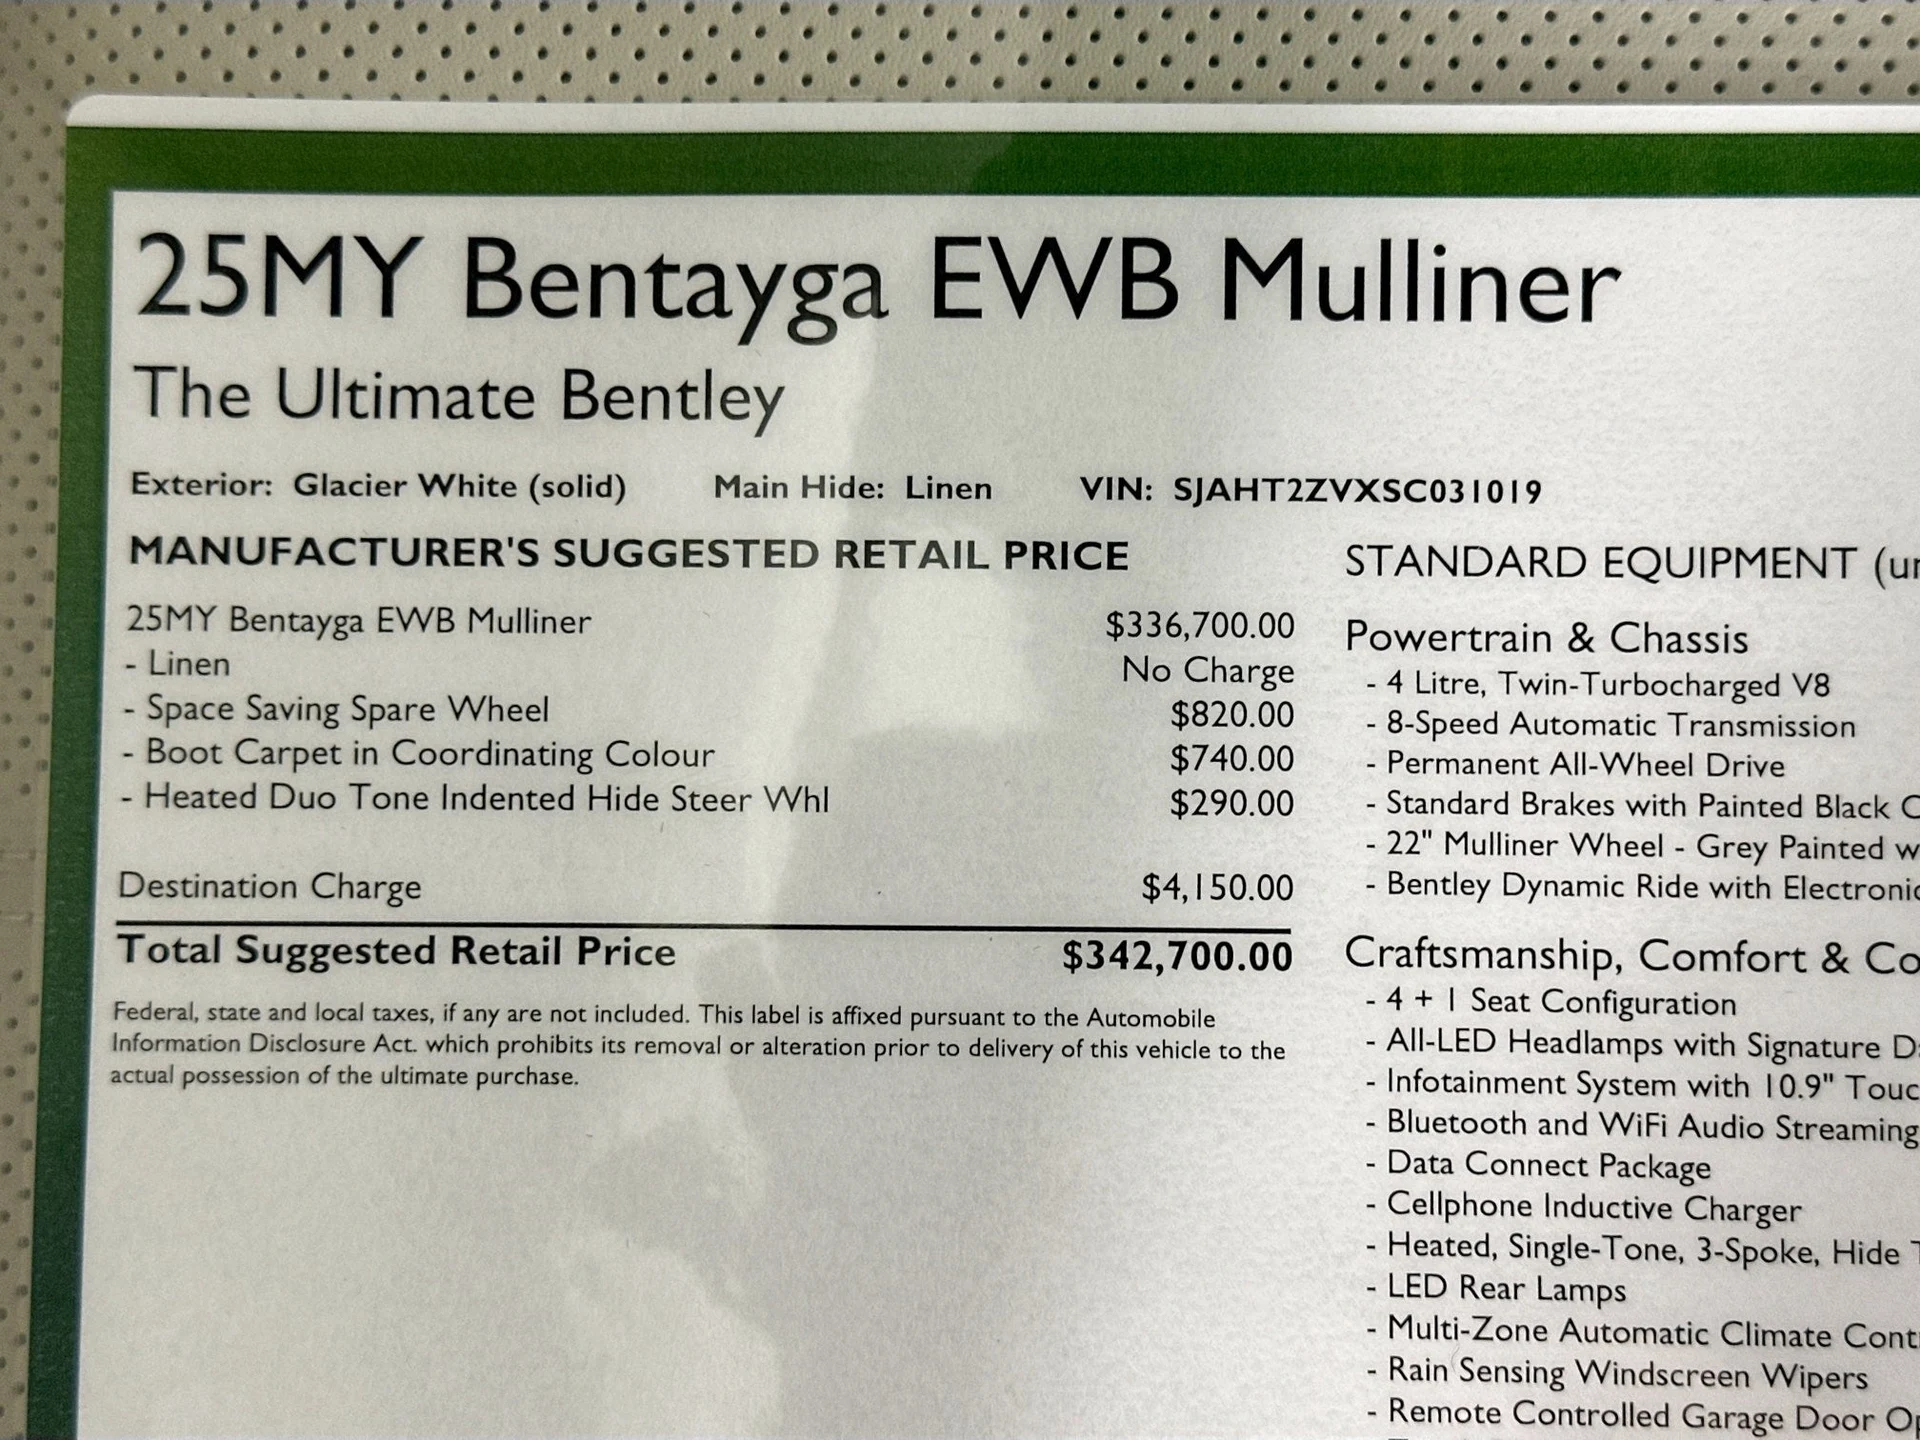 25MY Bentayga EWB Mulliner
The Ultimate Bentley
Exterior: Glacier White (solid) Main Hide: Linen VIN: SJAHT2ZVXSC031019
MANUFACTURER'S SUGGESTED RETAIL PRICE
25MY Bentayga EWB Mulliner $336,700.00
- Linen No Charge
- Space Saving Spare Wheel $820.00
- Boot Carpet in Coordinating Colour $740.00
- Heated Duo Tone Indented Hide Steer Whl $290.00
Destination Charge $4,150.00
Total Suggested Retail Price $342,700.00
Federal, state and local taxes, if any are not included. This label is affixed pursuant to the Automobile
Information Disclosure Act. which prohibits its removal or alteration prior to delivery of this vehicle to the
actual possession of the ultimate purchase.
STANDARD EQUIPMENT
Powertrain & Chassis
- 4 Litre, Twin-Turbocharged V8
- 8-Speed Automatic Transmission
- Permanent All-Wheel Drive
- Standard Brakes with Painted Black
- 22" Mulliner Wheel - Grey Painted
- Bentley Dynamic Ride with
Craftsmanship, Comfort &
- 4 + 1 Seat Configuration
- All-LED Headlamps with Signature
- Infotainment System with 10.9"
- Bluetooth and WiFi Audio Streaming
- Data Connect Package
- Cellphone Inductive Charger
- Heated, Single-Tone, 3-Spoke, Hide
- LED Rear Lamps
- Multi-Zone Automatic Climate
- Rain Sensing Windscreen Wipers
- Remote Controlled Garage Door